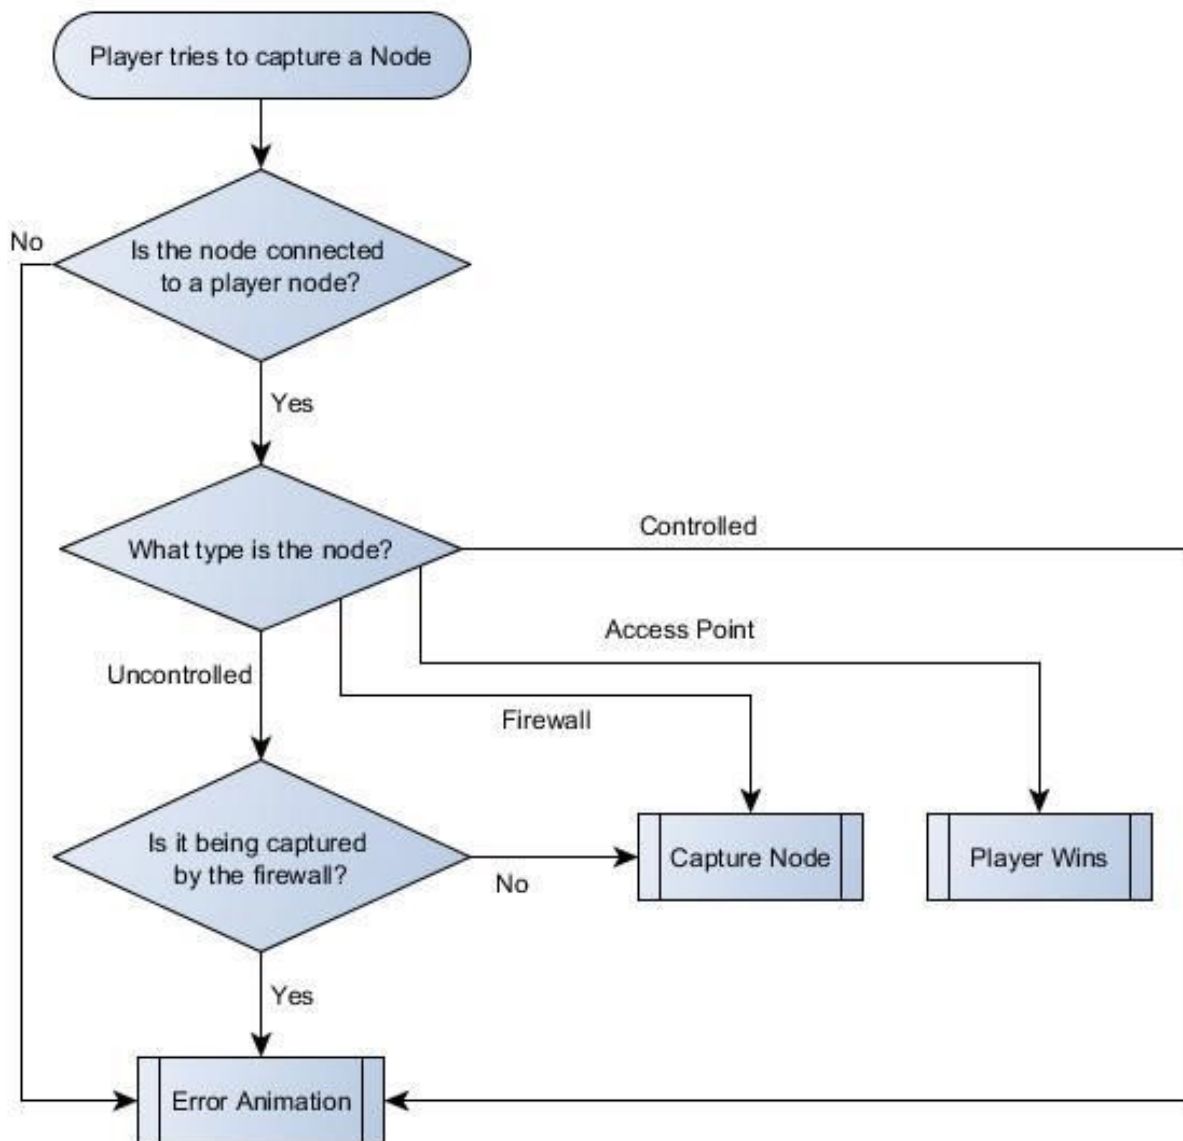 Player tries to capture a Node
No
Is the node connected
to a player node?
Yes
Controlled
What type is the node?
Access Point
Uncontrolled
Firewall
Is it being captured
by the firewall?
Capture Node
Player Wins
No
Yes
Error Animation